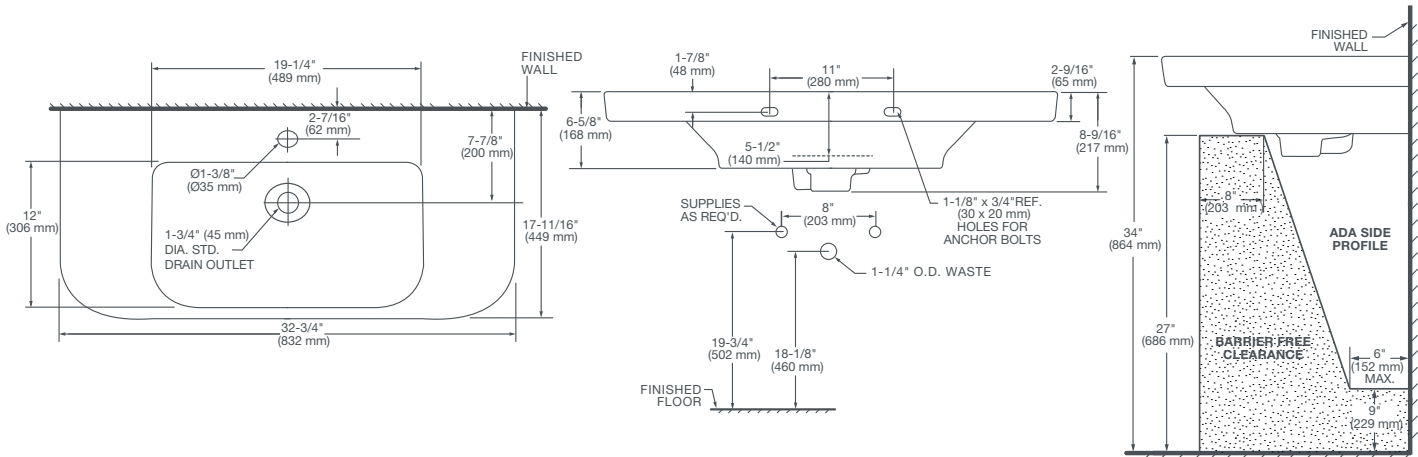 19-1/4"
(489 mm)
FINISHED
WALL
2-7/16"
(62 mm)
7-7/8"
(200 mm)
Ø1-3/8"
(Ø35 mm)
12"
(306 mm)
1-3/4" (45 mm)
DIA. STD.
DRAIN OUTLET
17-11/16"
(449 mm)
32-3/4"
(832 mm)
1-7/8"
(48 mm)
11"
(280 mm)
2-9/16"
(65 mm)
6-5/8"
(168 mm)
8-9/16"
(217 mm)
5-1/2"
(140 mm)
SUPPLIES
AS REQ'D.
8"
(203 mm)
1-1/8" x 3/4"REF.
(30 x 20 mm)
HOLES FOR
ANCHOR BOLTS
1-1/4" O.D. WASTE
19-3/4"
(502 mm)
18-1/8"
(460 mm)
FINISHED
FLOOR
FINISHED
WALL
34"
(864 mm)
8"
(203 mm)
ADA SIDE
PROFILE
27"
(686 mm)
BARRIER FREE
CLEARANCE
6"
(152 mm)
MAX.
9"
(229 mm)